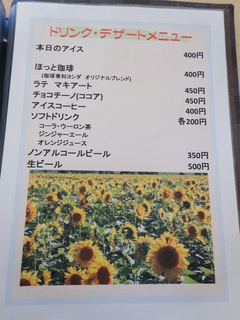 ドリンク・デザートメニュー
本日のアイス 400円
ほっと珈琲 400円
(珈琲専科ヨシダ オリジナルブレンド)
ラテ マキアート 450円
チョコチーノ(ココア) 450円
アイスコーヒー 400円
ソフトドリンク 各200円
コーラ・ウーロン茶
ジンジャーエール
オレンジジュース
ノンアルコールビール 350円
生ビール 500円